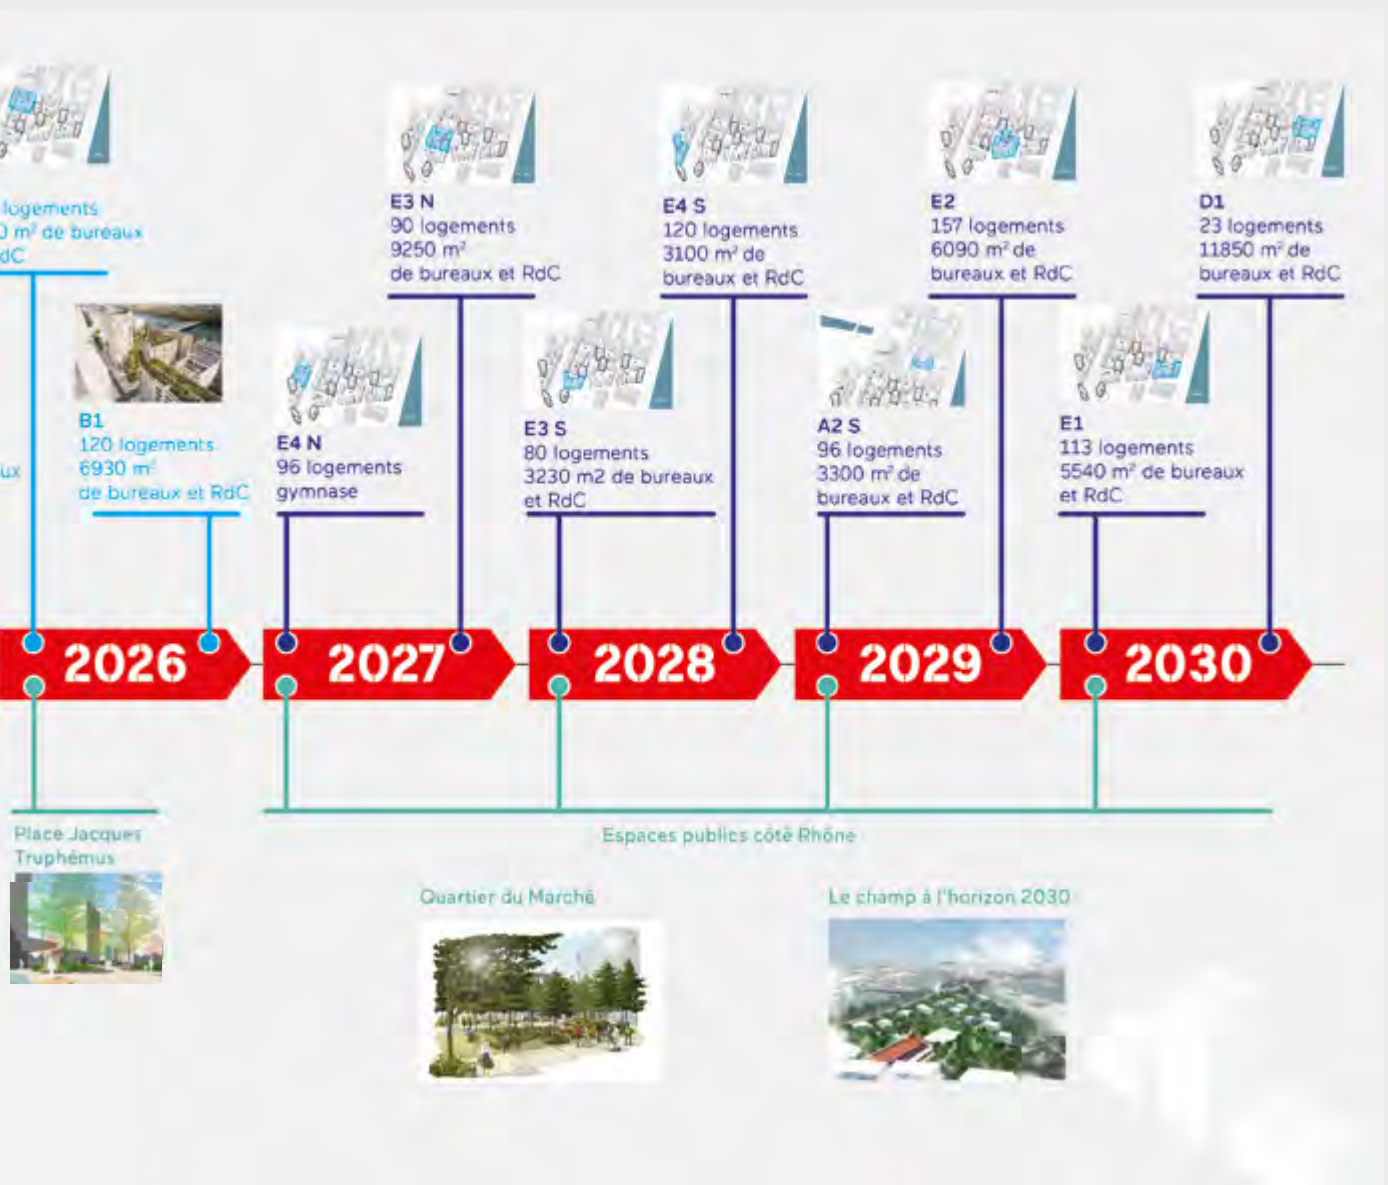 logements
0 m² de bureaux
dC
ux
B1
120 logements
6930 m²
de bureaux et RdC
E4 N
96 logements
gymnase
E3 N
90 logements
9250 m²
de bureaux et RdC
E3 S
80 logements
3230 m2 de bureaux
et RdC
E4 S
120 logements
3100 m² de
bureaux et RdC
A2 S
96 logements
3300 m² de
bureaux et RdC
E2
157 logements
6090 m² de
bureaux et RdC
E1
113 logements
5540 m² de bureaux
et RdC
D1
23 logements
11850 m² de
bureaux et RdC
2026
2027
2028
2029
2030
Place Jacques
Truphémus
Espaces publics côté Rhône
Quartier du Marché
Le champ à l'horizon 2030